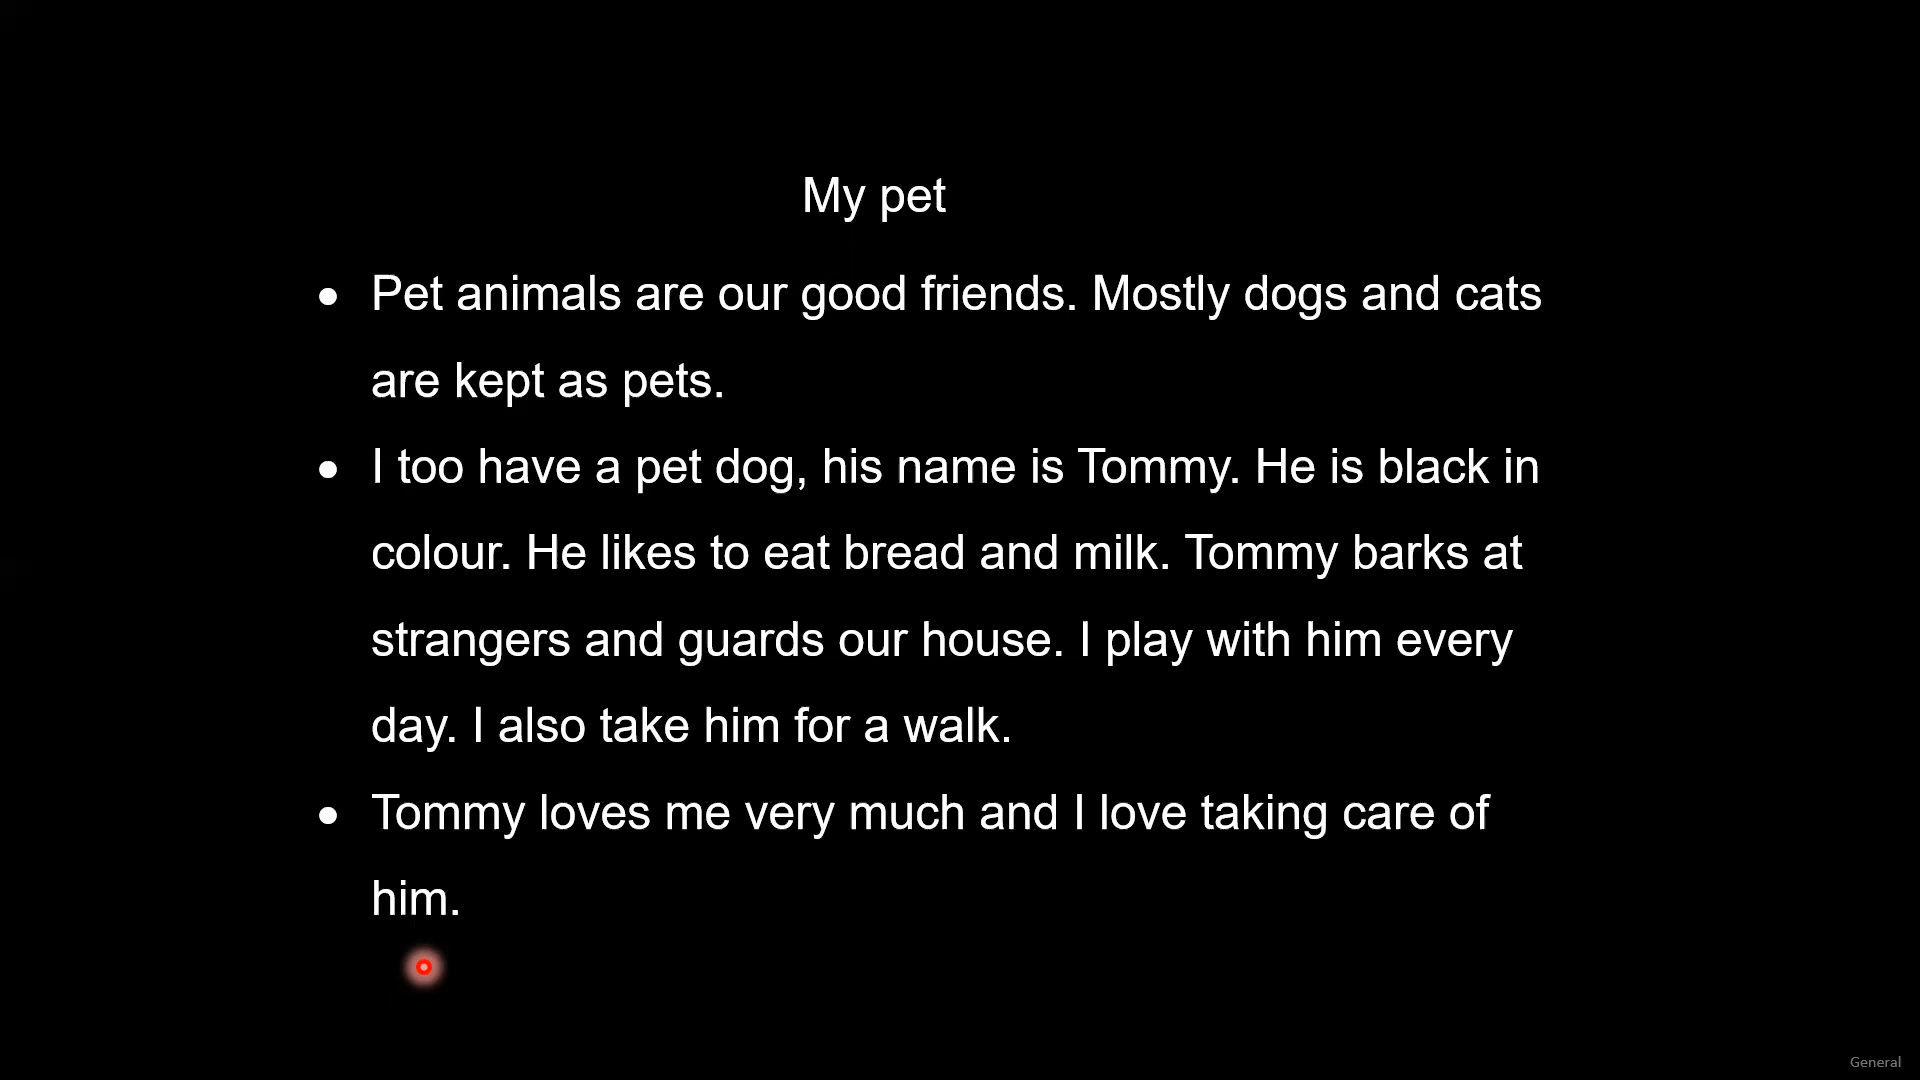 My pet
● Pet animals are our good friends. Mostly dogs and cats
are kept as pets.
● I too have a pet dog, his name is Tommy. He is black in
colour. He likes to eat bread and milk. Tommy barks at
strangers and guards our house. I play with him every
day. I also take him for a walk.
● Tommy loves me very much and I love taking care of
him.
General